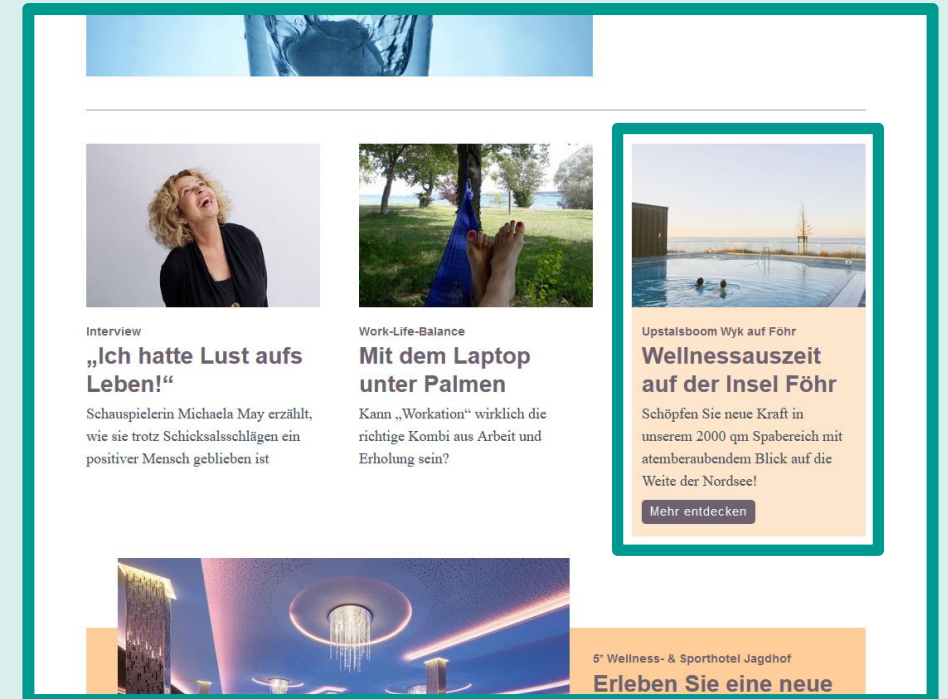 Interview
„Ich hatte Lust aufs
Leben!“
Schauspielerin Michaela May erzählt,
wie sie trotz Schicksalsschlägen ein
positiver Mensch geblieben ist
Work-Life-Balance
Mit dem Laptop
unter Palmen
Kann „Workation“ wirklich die
richtige Kombi aus Arbeit und
Erholung sein?
Upstalsboom Wyk auf Föhr
Wellnessauszeit
auf der Insel Föhr
Schöpfen Sie neue Kraft in
unserem 2000 qm Spabereich mit
atemberaubendem Blick auf die
Weite der Nordsee!
Mehr entdecken
5* Wellness- & Sporthotel Jagdhof
Erleben Sie eine neue